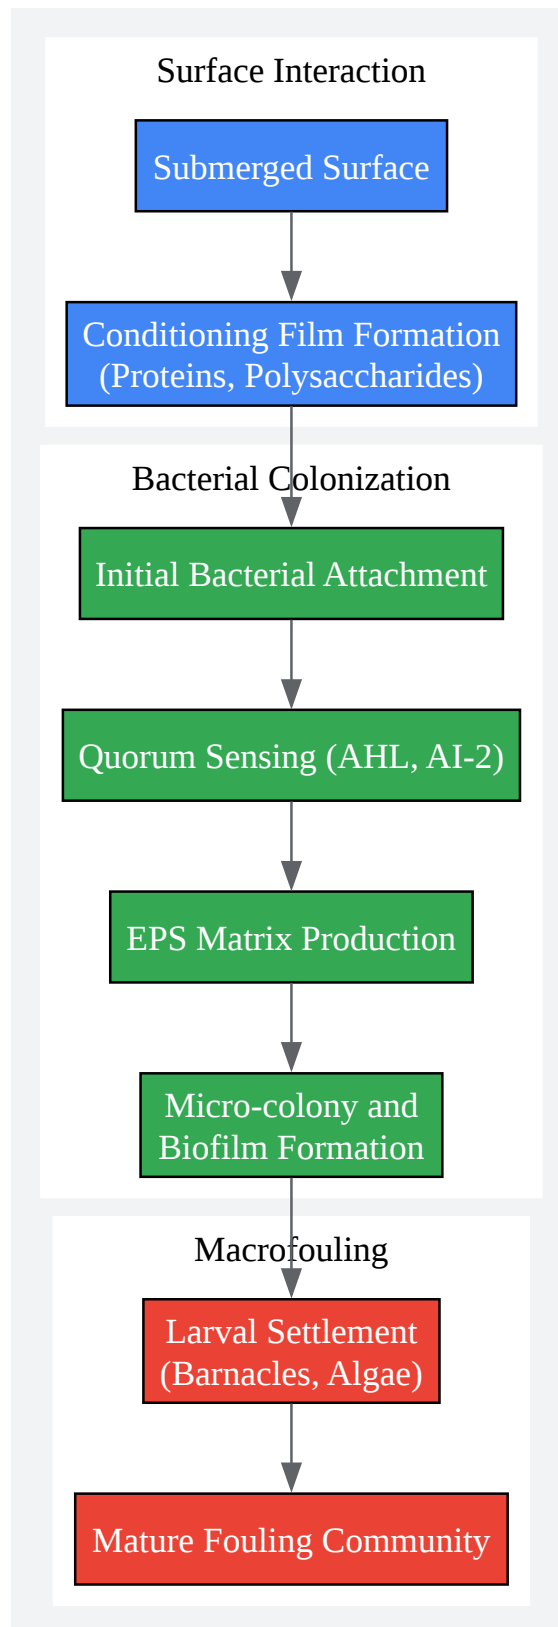 Surface Interaction
Submerged Surface
Conditioning Film Formation
(Proteins, Polysaccharides)
Bacterial Colonization
Initial Bacterial Attachment
Quorum Sensing (AHL, AI-2)
EPS Matrix Production
Micro-colony and
Biofilm Formation
Macrofouling
Larval Settlement
(Barnacles, Algae)
Mature Fouling Community